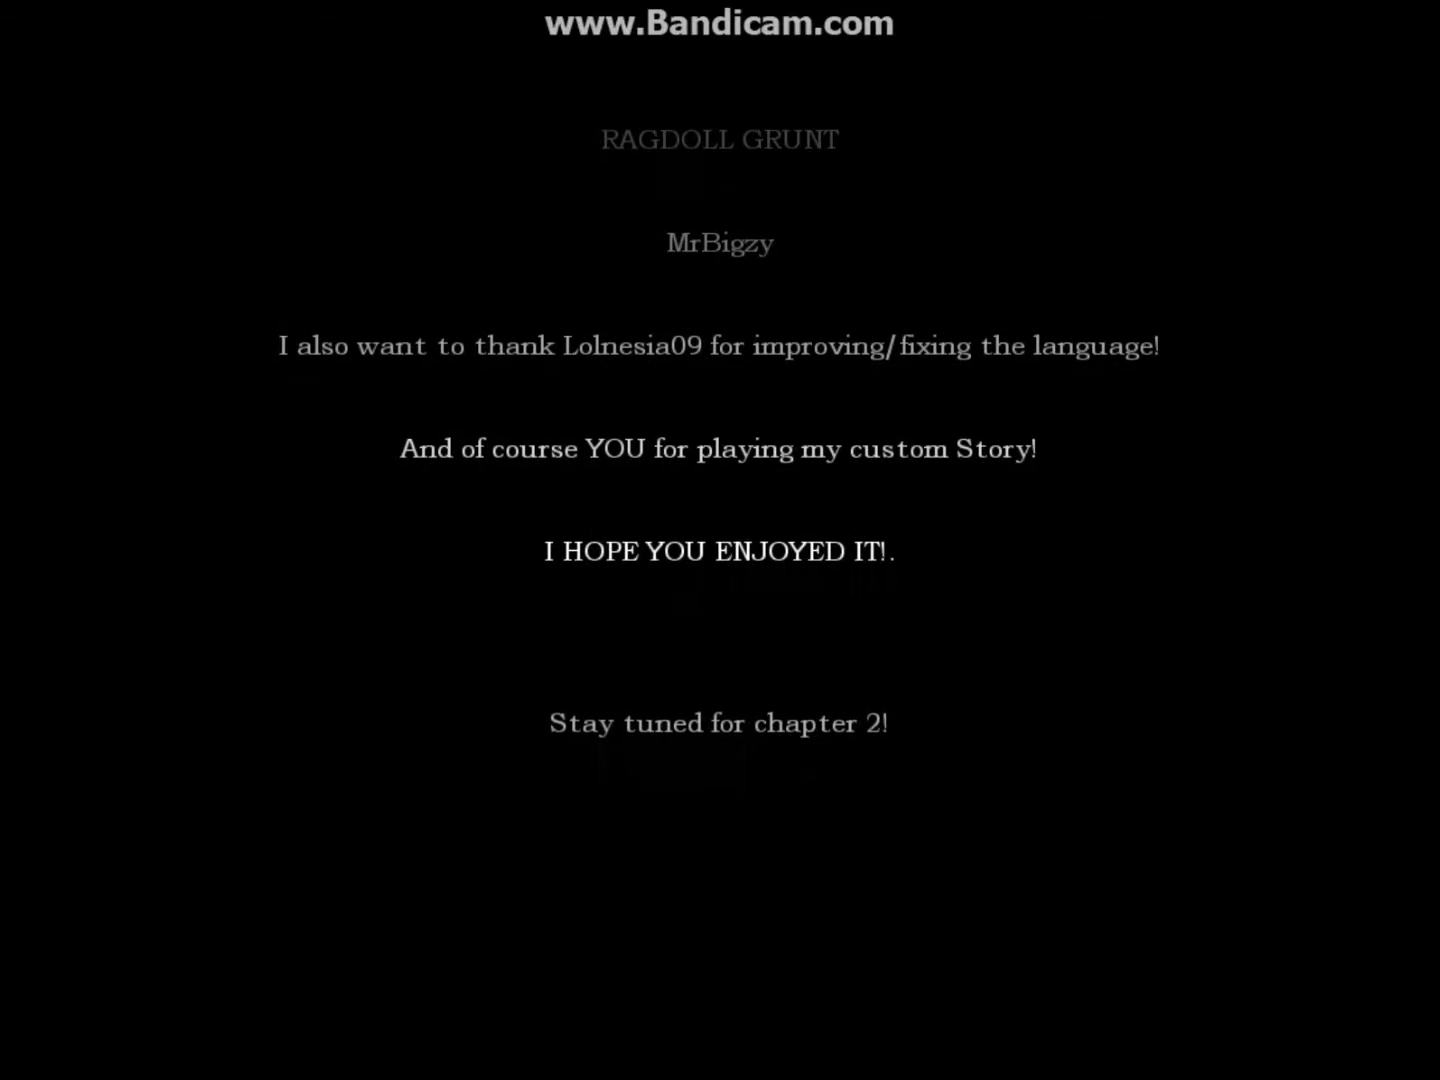 www.Bandicam.com
RAGDOLL GRUNT
MrBigzy
I also want to thank Lolnesia09 for improving/fixing the language!
And of course YOU for playing my custom Story!
I HOPE YOU ENJOYED IT!.
Stay tuned for chapter 2!